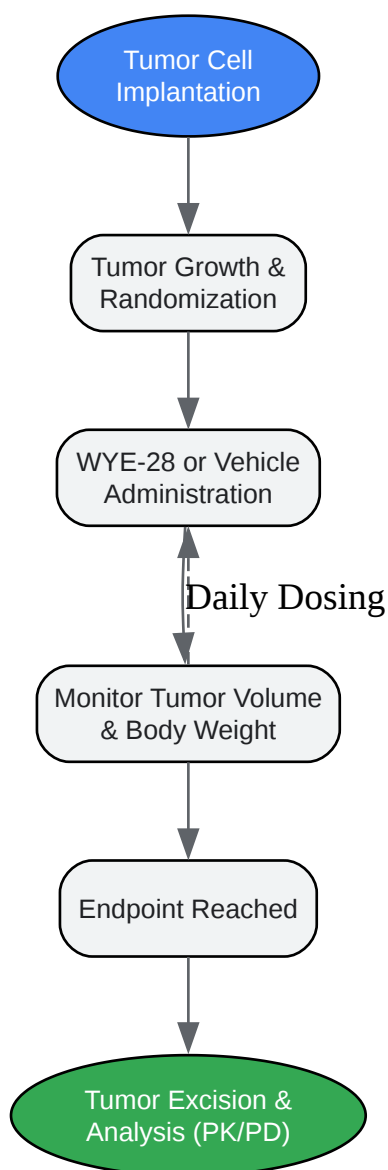 Tumor Cell
Implantation
Tumor Growth &
Randomization
WYE-28 or Vehicle
Administration
Daily Dosing
Monitor Tumor Volume
& Body Weight
Endpoint Reached
Tumor Excision &
Analysis (PK/PD)